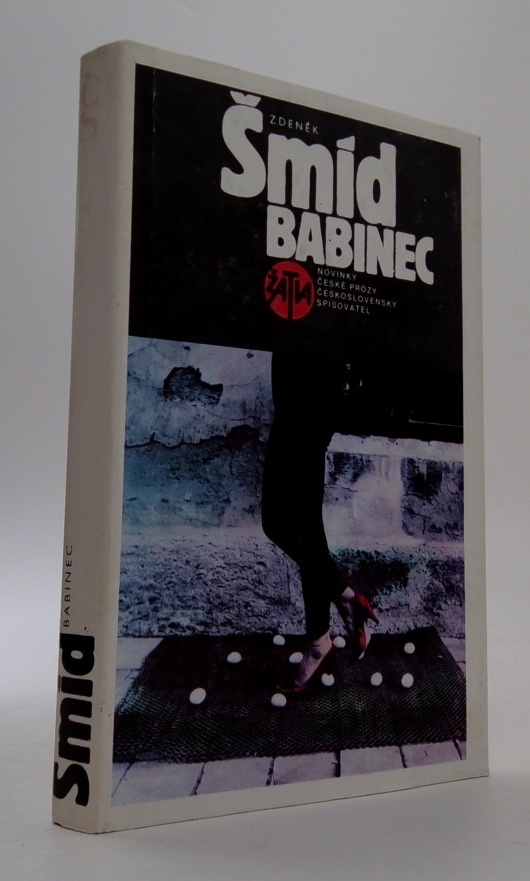 ZDENĚK
Šmíd
BABINEC
ŽATVA
NOVINKY
ČESKÉ PRÓZY
ČESKOSLOVENSKÝ
SPISOVATEL
Šmíd BABINEC